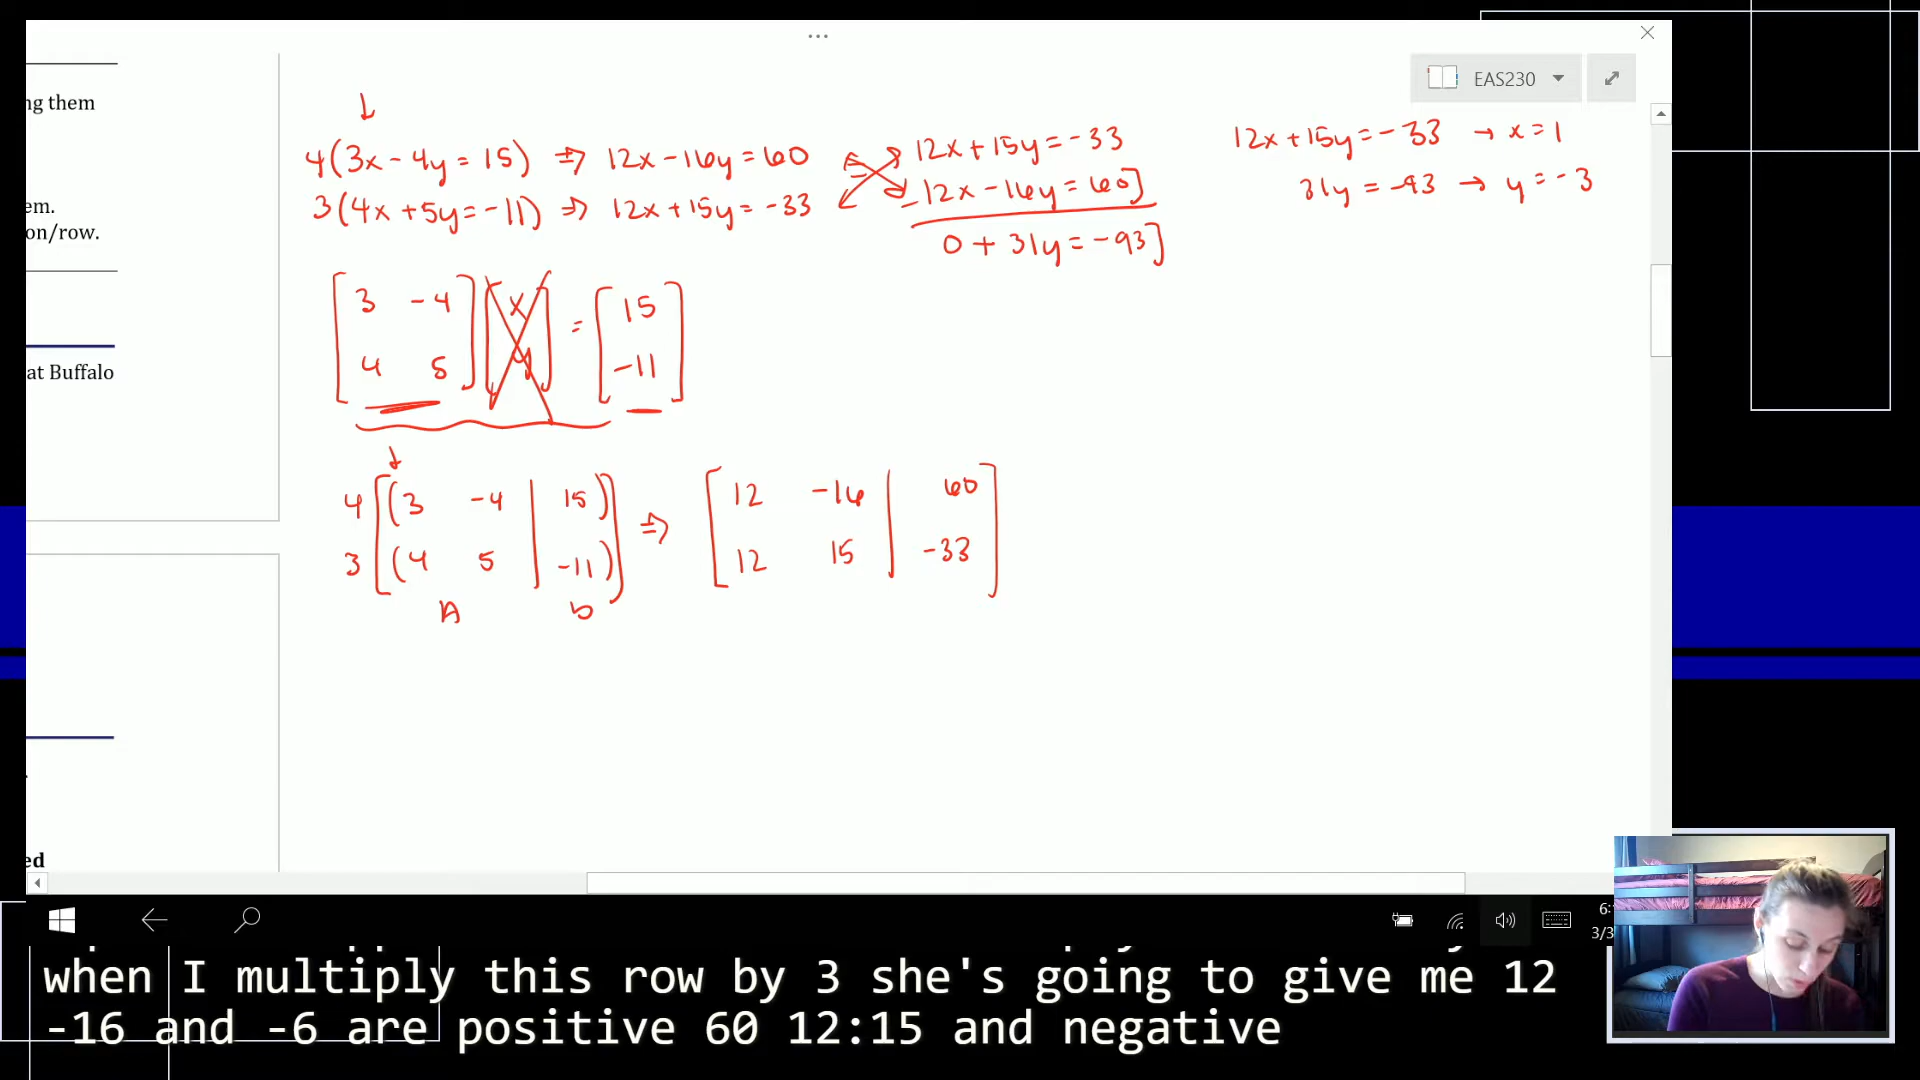 ...
EAS230
ng them
em.
on/row.
at Buffalo
ed
4(3x - 4y = 15) ⇒ 12x - 16y = 60
3(4x + 5y = -11) ⇒ 12x + 15y = -33
12x + 15y = -33
- 12x - 16y = 60]
0 + 31y = -93]
12x + 15y = -33 → x = 1
31y = -93 → y = -3
[3 -4] [x] = [15]
[4 5] [y] [-11]
4 [(3 -4 | 15)] ⇒ [12 -16 | 60]
3 [(4 5 | -11)] [12 15 | -33]
A b
6:
3/3
when I multiply this row by 3 she's going to give me 12
-16 and -6 are positive 60 12:15 and negative